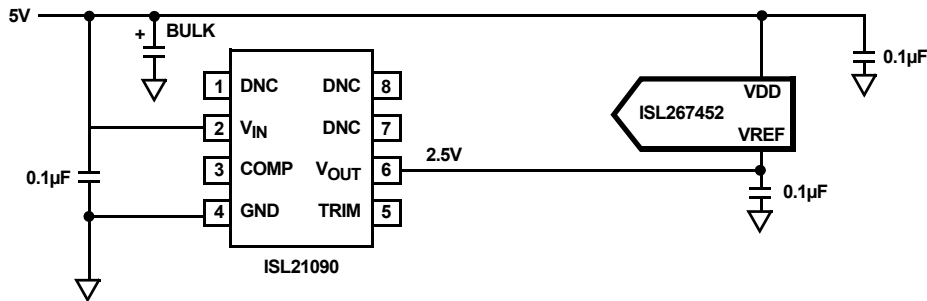 5V
+ BULK
0.1µF
1 DNC DNC 8
VDD
ISL267452
2 VIN DNC 7
VREF
2.5V
3 COMP VOUT 6
0.1µF
0.1µF
4 GND TRIM 5
ISL21090